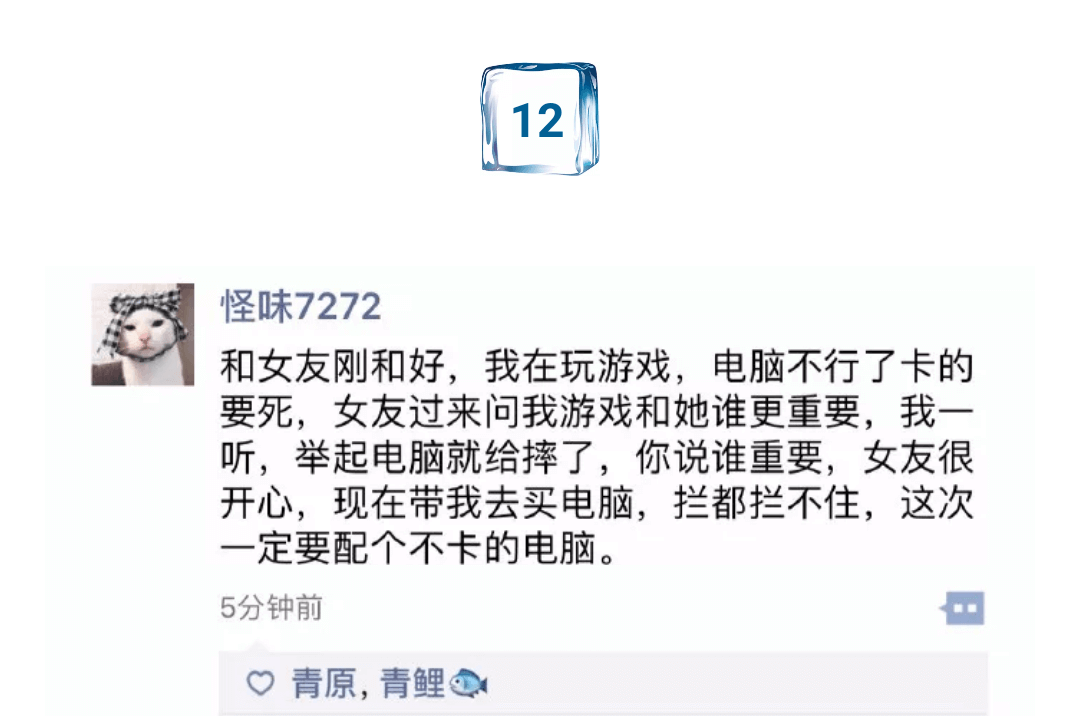 12
怪味7272
和女友刚和好，我在玩游戏，电脑不行了卡的
要死，女友过来问我游戏和她谁更重要，我一
听，举起电脑就给摔了，你说谁重要，女友很
开心，现在带我去买电脑，拦都拦不住，这次
一定要配个不卡的电脑。
5分钟前
青原，青鲤🐟